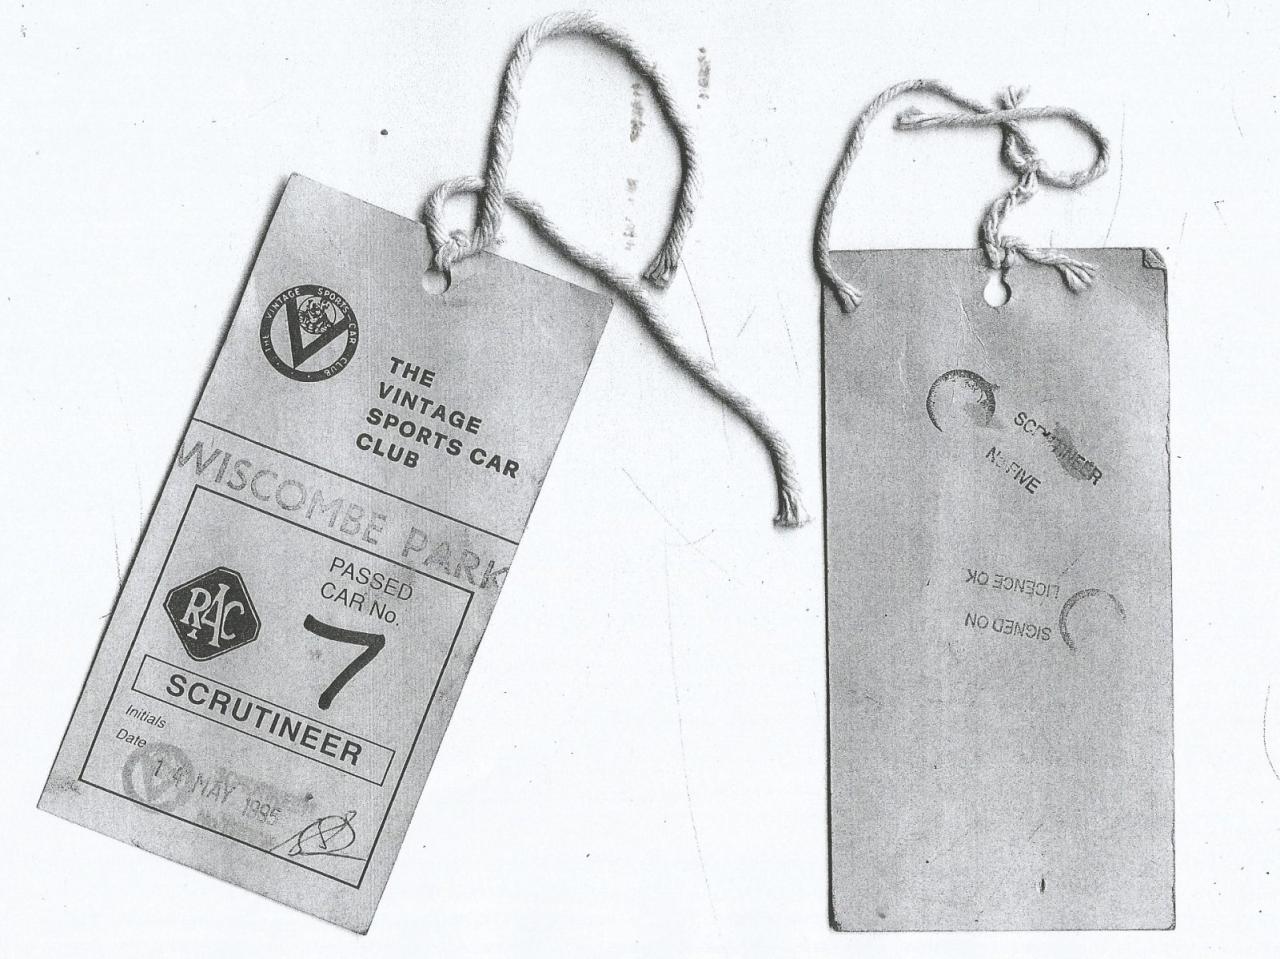 THE VINTAGE SPORTS CAR CLUB
THE
VINTAGE
SPORTS CAR
CLUB
WISCOMBE PARK
PASSED
CAR No.
7
RAC
SCRUTINEER
Initials
Date
14 MAY 1995
SCRUTINEER
No FIVE
LICENCE OK
SIGNED ON